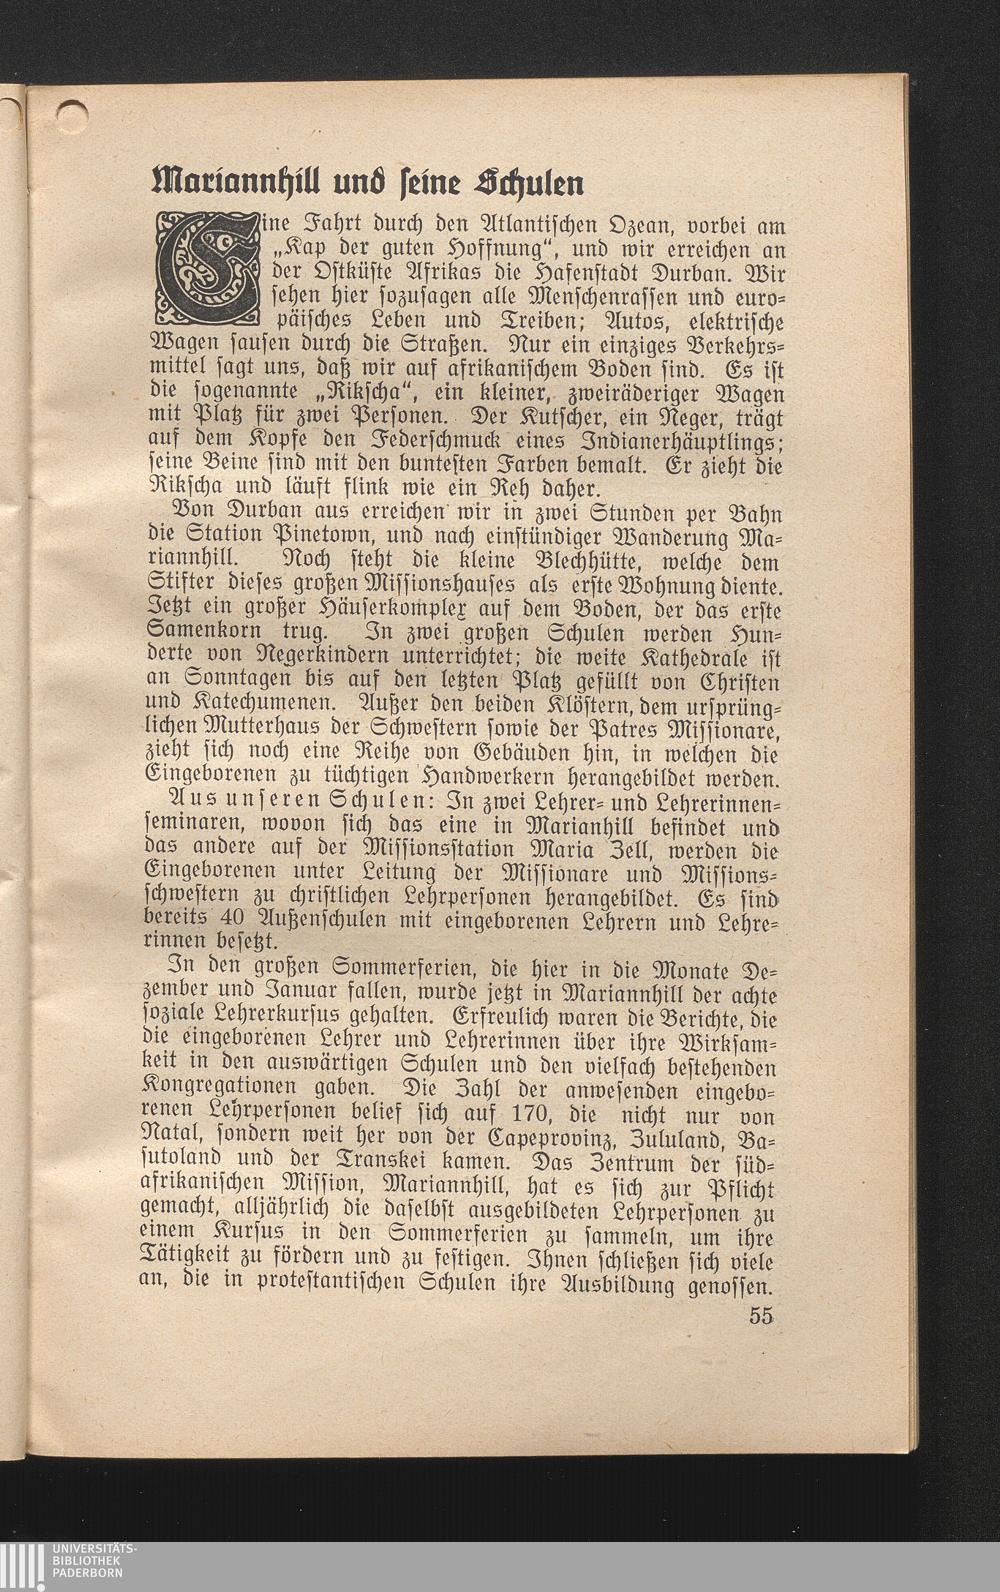 Mariannhill und seine Schulen
Eine Fahrt durch den Atlantischen Ozean, vorbei am
„Kap der guten Hoffnung“, und wir erreichen an
der Ostküste Afrikas die Hafenstadt Durban. Wir
sehen hier sozusagen alle Menschenrassen und euro-
päisches Leben und Treiben; Autos, elektrische
Wagen sausen durch die Straßen. Nur ein einziges Verkehrs-
mittel sagt uns, daß wir auf afrikanischem Boden sind. Es ist
die sogenannte „Rikscha“, ein kleiner, zweiräderiger Wagen
mit Platz für zwei Personen. Der Kutscher, ein Neger, trägt
auf dem Kopfe den Federschmuck eines Indianerhäuptlings;
seine Beine sind mit den buntesten Farben bemalt. Er zieht die
Rikscha und läuft flink wie ein Reh daher.
Von Durban aus erreichen wir in zwei Stunden per Bahn
die Station Pinetown, und nach einstündiger Wanderung Ma-
riannhill. Noch steht die kleine Blechhütte, welche dem
Stifter dieses großen Missionshauses als erste Wohnung diente.
Jetzt ein großer Häuserkomplex auf dem Boden, der das erste
Samenkorn trug. In zwei großen Schulen werden Hun-
derte von Negerkindern unterrichtet; die weite Kathedrale ist
an Sonntagen bis auf den letzten Platz gefüllt von Christen
und Katechumenen. Außer den beiden Klöstern, dem ursprüng-
lichen Mutterhaus der Schwestern sowie der Patres Missionare,
zieht sich noch eine Reihe von Gebäuden hin, in welchen die
Eingeborenen zu tüchtigen Handwerkern herangebildet werden.
Aus unseren Schulen: In zwei Lehrer- und Lehrerinnen-
seminaren, wovon sich das eine in Marianhill befindet und
das andere auf der Missionsstation Maria Zell, werden die
Eingeborenen unter Leitung der Missionare und Missions-
schwestern zu christlichen Lehrpersonen herangebildet. Es sind
bereits 40 Außenschulen mit eingeborenen Lehrern und Lehre-
rinnen besetzt.
In den großen Sommerferien, die hier in die Monate De-
zember und Januar fallen, wurde jetzt in Mariannhill der achte
soziale Lehrerkursus gehalten. Erfreulich waren die Berichte, die
die eingeborenen Lehrer und Lehrerinnen über ihre Wirksam-
keit in den auswärtigen Schulen und den vielfach bestehenden
Kongregationen gaben. Die Zahl der anwesenden eingebo-
renen Lehrpersonen belief sich auf 170, die nicht nur von
Natal, sondern weit her von der Capeprovinz, Zululand, Ba-
sutoland und der Transkei kamen. Das Zentrum der süd-
afrikanischen Mission, Mariannhill, hat es sich zur Pflicht
gemacht, alljährlich die daselbst ausgebildeten Lehrpersonen zu
einem Kursus in den Sommerferien zu sammeln, um ihre
Tätigkeit zu fördern und zu festigen. Ihnen schließen sich viele
an, die in protestantischen Schulen ihre Ausbildung genossen.
55
UNIVERSITÄTS-
BIBLIOTHEK
PADERBORN